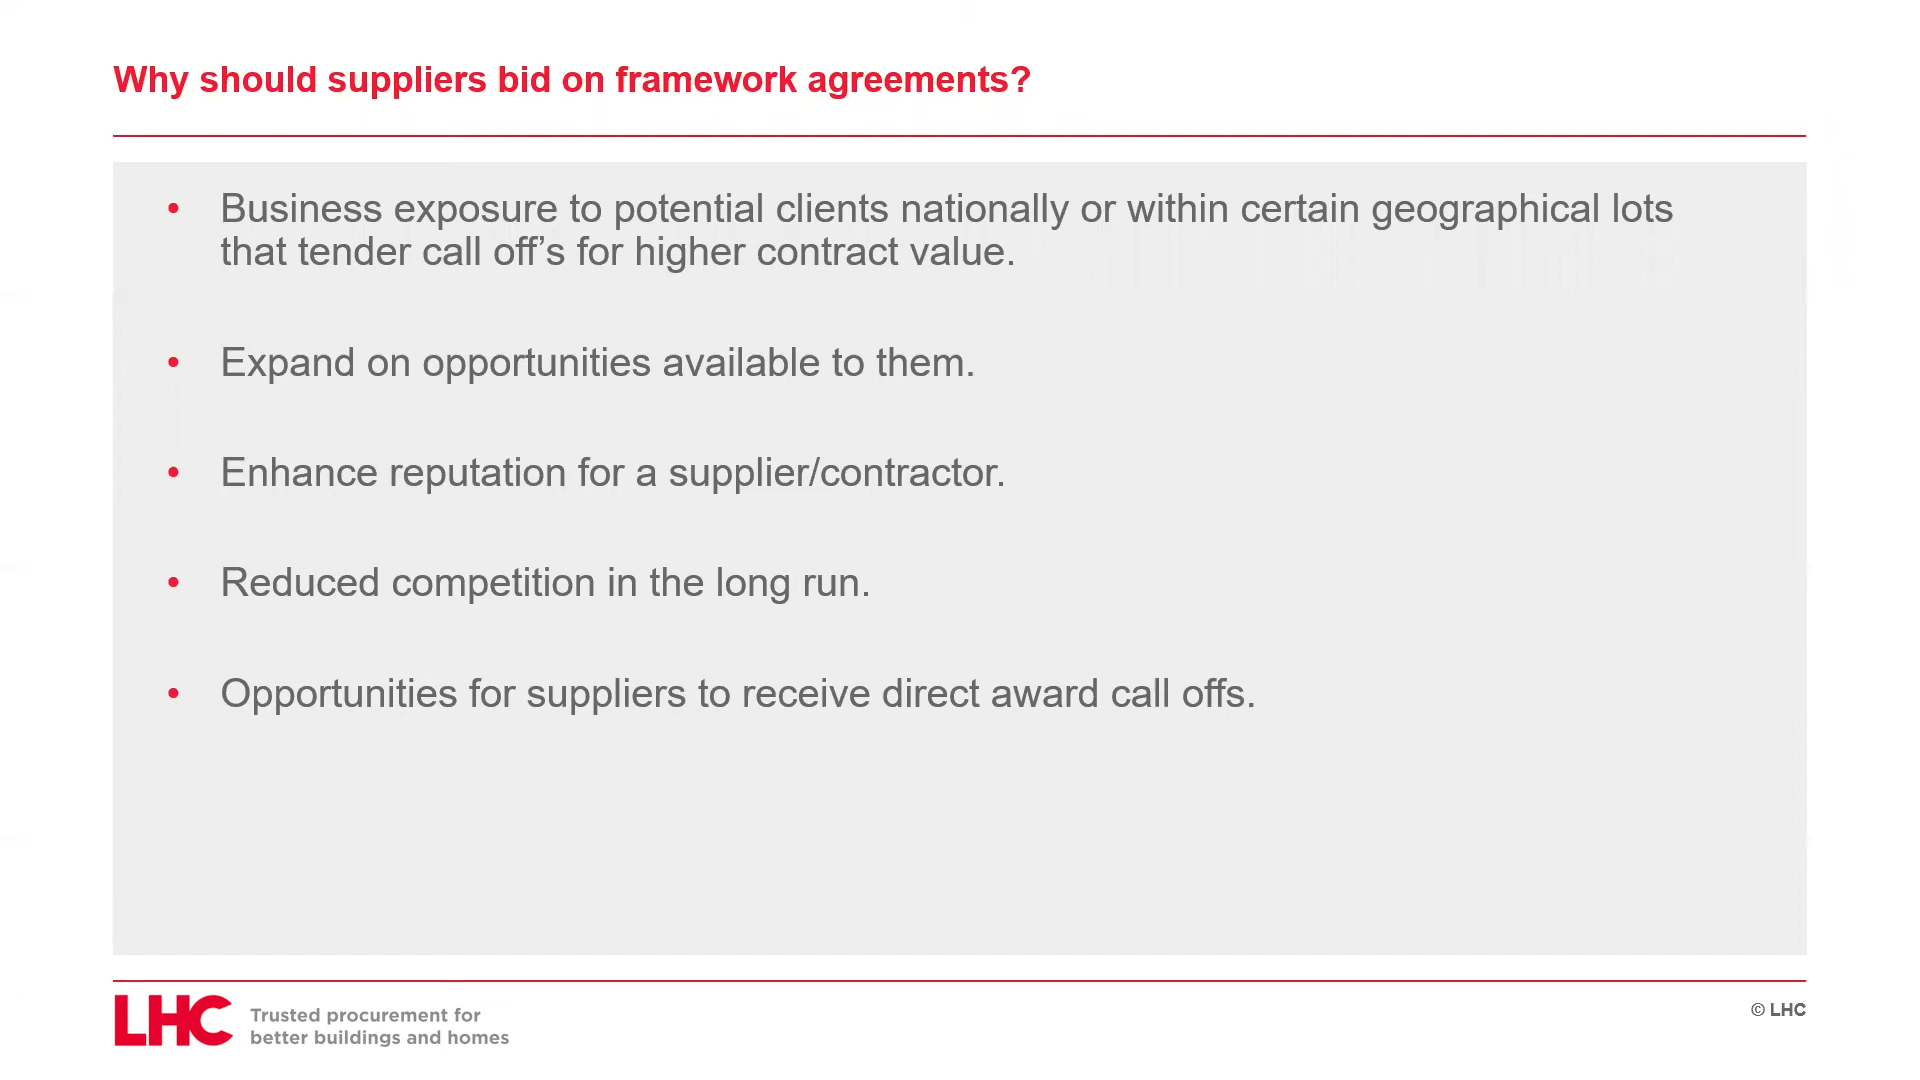 Why should suppliers bid on framework agreements?
• Business exposure to potential clients nationally or within certain geographical lots
that tender call off’s for higher contract value.
• Expand on opportunities available to them.
• Enhance reputation for a supplier/contractor.
• Reduced competition in the long run.
• Opportunities for suppliers to receive direct award call offs.
LHC
Trusted procurement for
better buildings and homes
© LHC